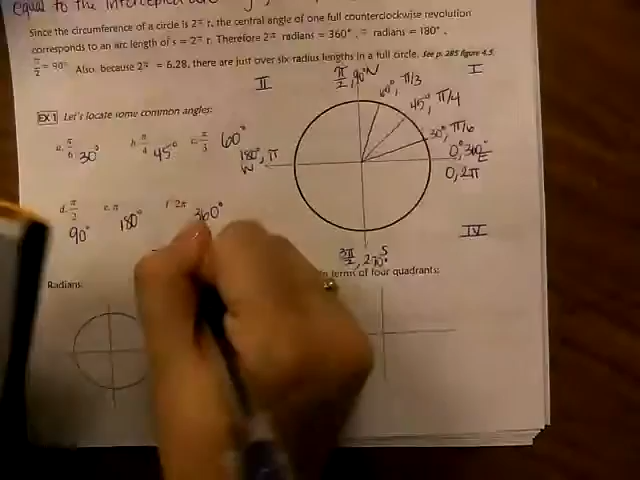 equal to the intercepted arc
Since the circumference of a circle is 2π r, the central angle of one full counterclockwise revolution
corresponds to an arc length of s = 2π r. Therefore 2π radians = 360°, π radians = 180°,
π/2 = 90° Also, because 2π ≈ 6.28, there are just over six radius lengths in a full circle. See p. 285 figure 4.5.
II
π/2, 90° N
I
60°, π/3
45°, π/4
30°, π/6
EX 1 Let's locate some common angles:
a. π/6 30°
b. π/4 45°
c. π/3 60°
180°, π
W
0°, 360°
E
0, 2π
d. π/2 90°
e. π 180°
f. 2π 360°
IV
3π/2, 270° S
Radians:
in terms of four quadrants: